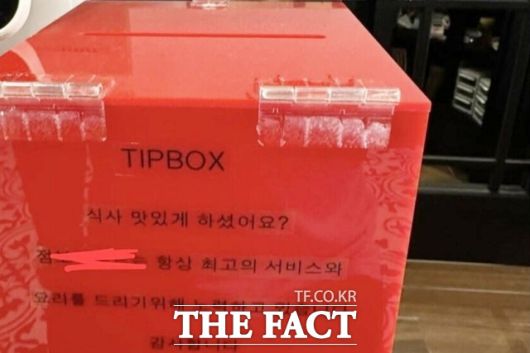 TIPBOX
식사 맛있게 하셨어요?
항상 최고의 서비스와
요리를 드리기위해 노력하고
TF.CO.KR
THE FACT
감사합니다